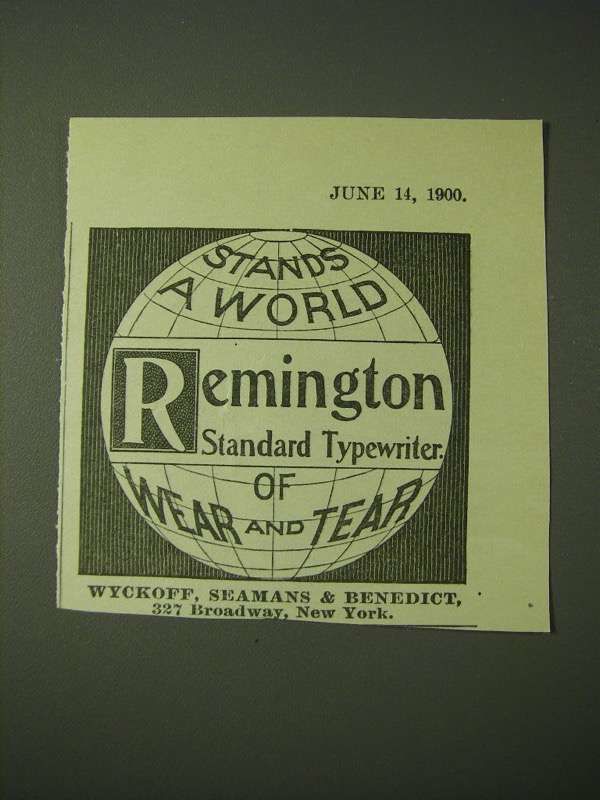 JUNE 14, 1900.
STANDS
A WORLD
Remington
Standard Typewriter.
OF
WEAR AND TEAR
WYCKOFF, SEAMANS & BENEDICT,
327 Broadway, New York.